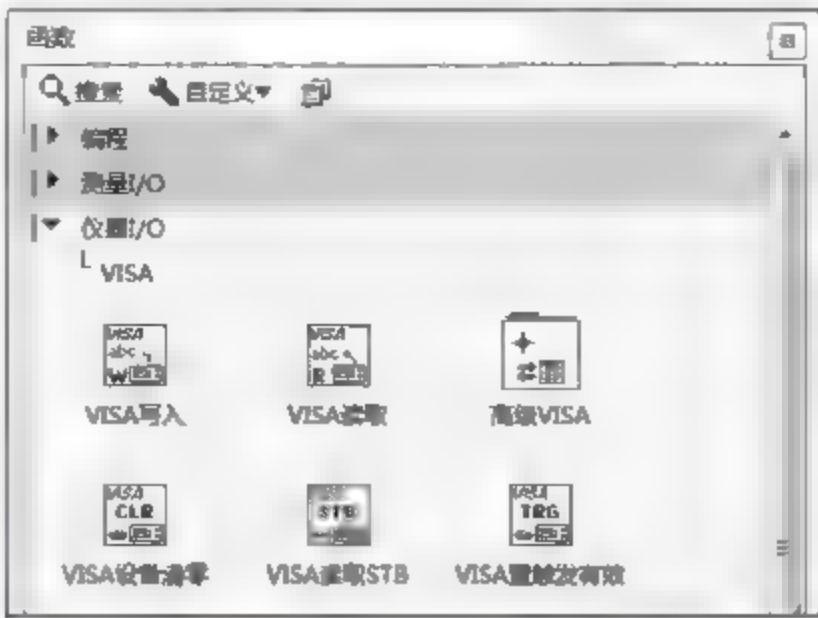 函数
搜索 自定义
编程
测量I/O
仪器I/O
VISA
VISA
abc
W
VISA
abc
R
VISA写入 VISA读取 高级VISA
VISA
CLR
STB
VISA
TRG
VISA设备清零 VISA读取STB VISA置触发有效